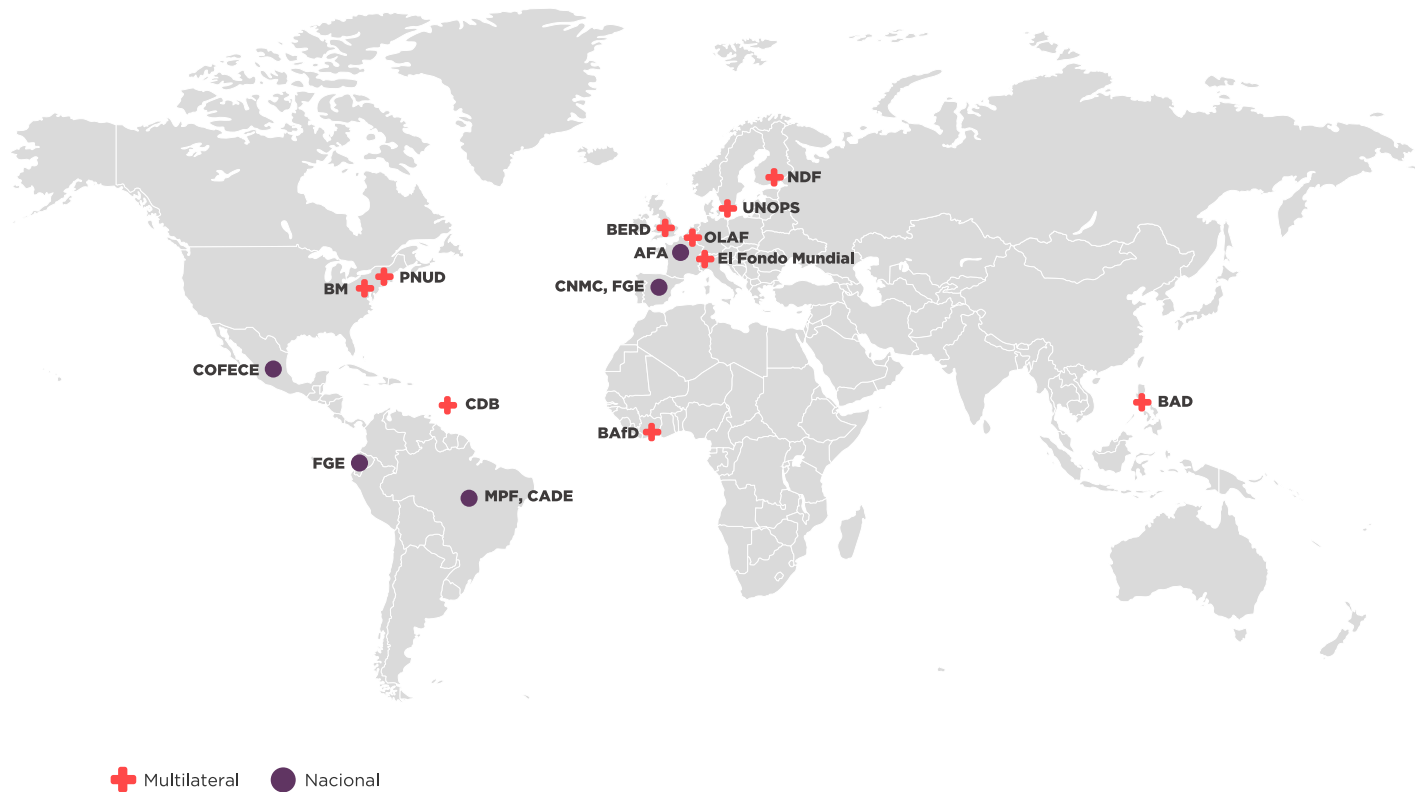 NDF
UNOPS
BERD
OLAF
AFA
El Fondo Mundial
PNUD
BM
CNMC, FGE
COFECE
CDB
BAD
BAfD
FGE
MPF, CADE
Multilateral
Nacional